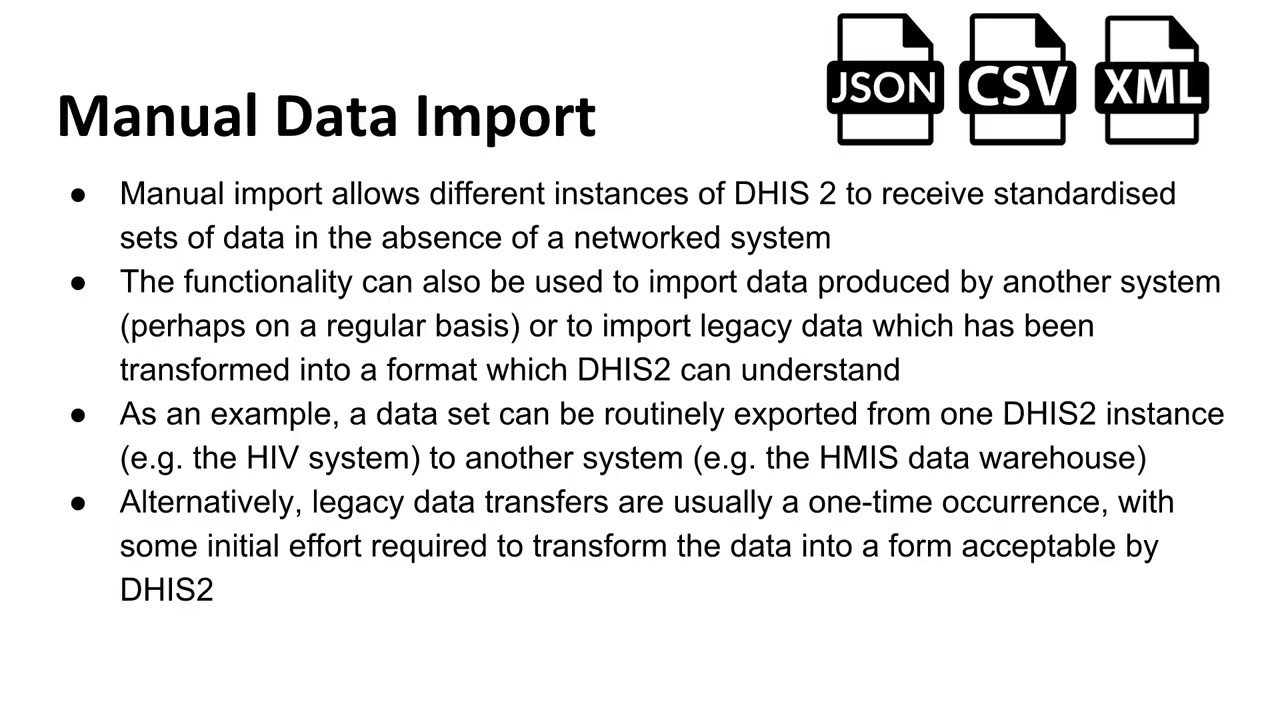 JSON CSV XML
Manual Data Import
● Manual import allows different instances of DHIS 2 to receive standardised
sets of data in the absence of a networked system
● The functionality can also be used to import data produced by another system
(perhaps on a regular basis) or to import legacy data which has been
transformed into a format which DHIS2 can understand
● As an example, a data set can be routinely exported from one DHIS2 instance
(e.g. the HIV system) to another system (e.g. the HMIS data warehouse)
● Alternatively, legacy data transfers are usually a one-time occurrence, with
some initial effort required to transform the data into a form acceptable by
DHIS2